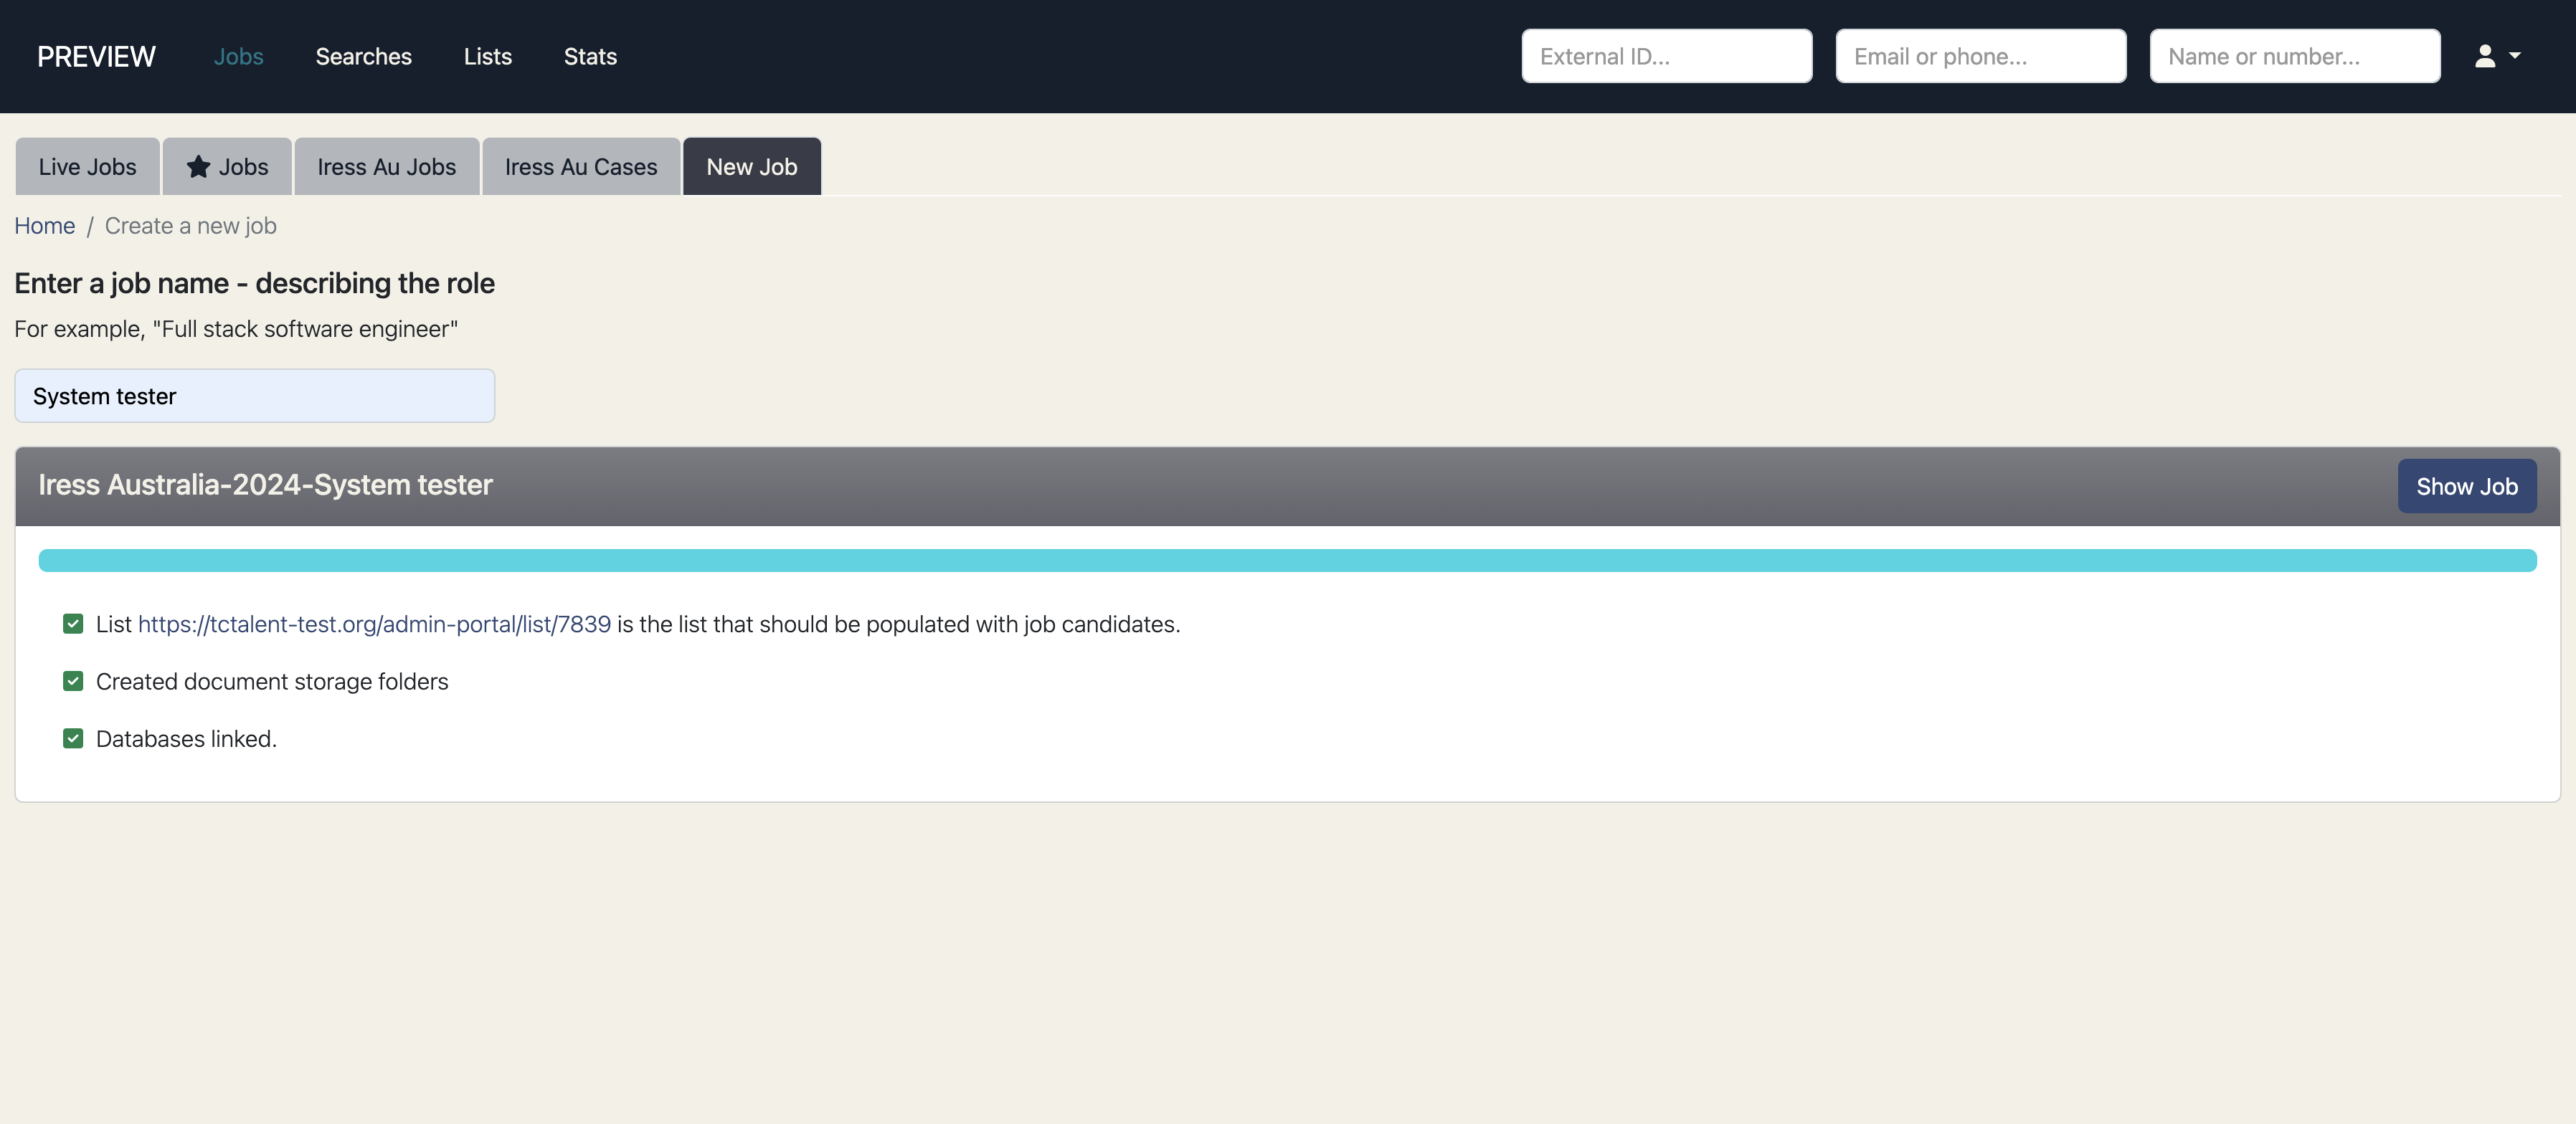 PREVIEW Jobs Searches Lists Stats External ID... Email or phone... Name or number...
Live Jobs Jobs Iress Au Jobs Iress Au Cases New Job
Home / Create a new job
Enter a job name - describing the role
For example, "Full stack software engineer"
System tester
Iress Australia-2024-System tester Show Job
List https://tctalent-test.org/admin-portal/list/7839 is the list that should be populated with job candidates.
Created document storage folders
Databases linked.